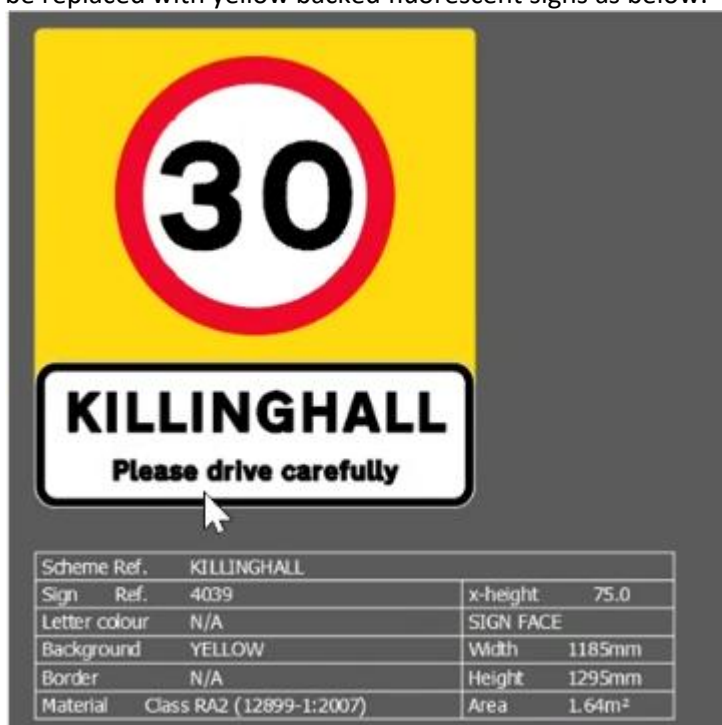 be replaced with yellow backed fluorescent signs as below:
30
KILLINGHALL
Please drive carefully
Scheme Ref. KILLINGHALL
Sign Ref. 4039 x-height 75.0
Letter colour N/A SIGN FACE
Background YELLOW Width 1185mm
Border N/A Height 1295mm
Material Class RA2 (12899-1:2007) Area 1.64m²